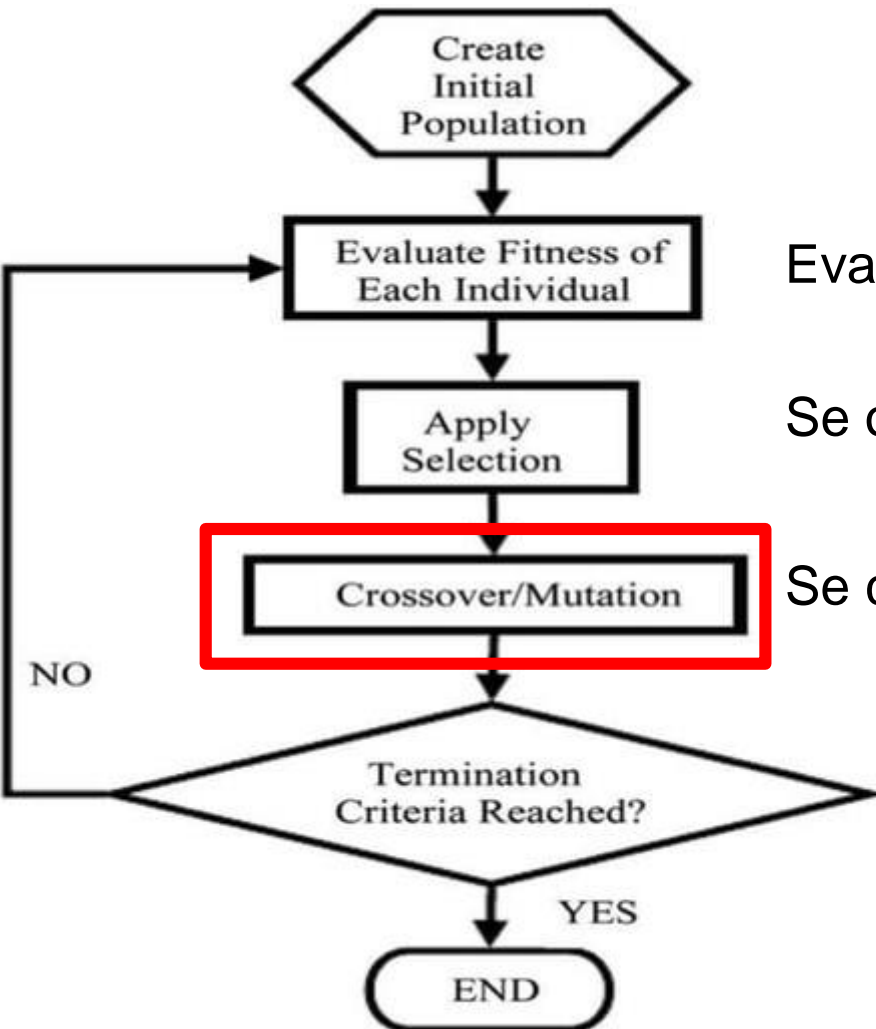 Create
Initial
Population
Evaluate Fitness of
Each Individual
Eva
Apply
Selection
Se
Crossover/Mutation
Se
NO
Termination
Criteria Reached?
YES
END